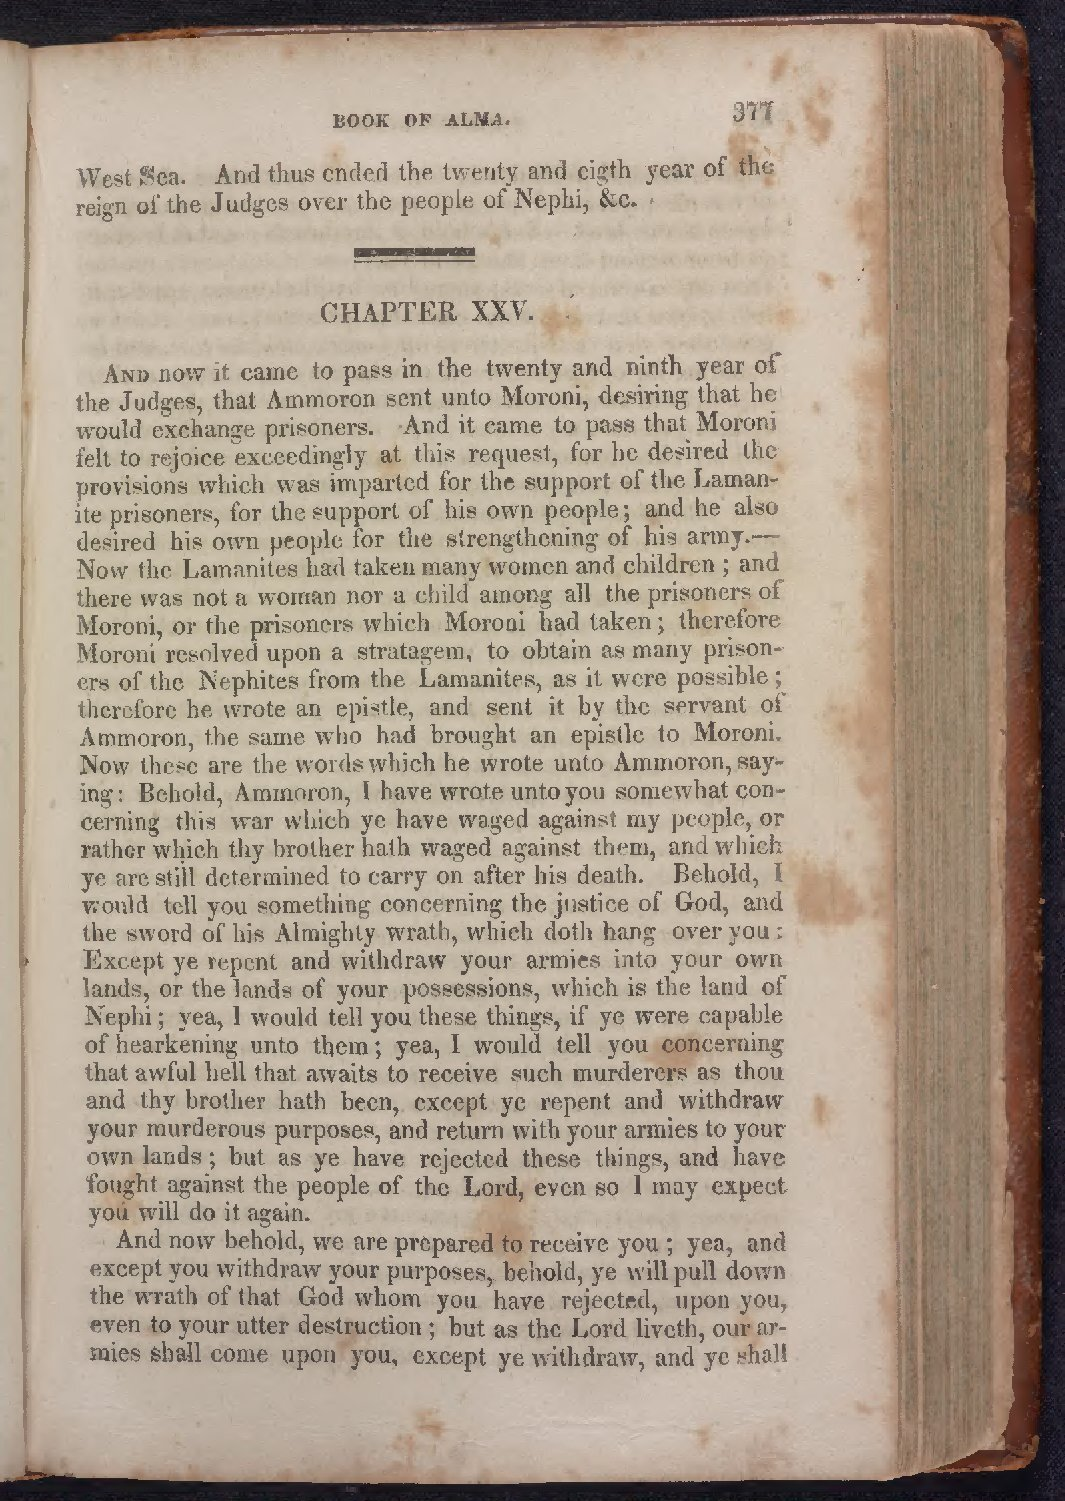 BOOK OF ALMA. 377
West Sea. And thus ended the twenty and eigth year of the
reign of the Judges over the people of Nephi, &c.
CHAPTER XXV.
AND now it came to pass in the twenty and ninth year of
the Judges, that Ammoron sent unto Moroni, desiring that he
would exchange prisoners. And it came to pass that Moroni
felt to rejoice exceedingly at this request, for he desired the
provisions which was imparted for the support of the Laman-
ite prisoners, for the support of his own people; and he also
desired his own people for the strengthening of his army.—
Now the Lamanites had taken many women and children ; and
there was not a woman nor a child among all the prisoners of
Moroni, or the prisoners which Moroni had taken; therefore
Moroni resolved upon a stratagem, to obtain as many prison-
ers of the Nephites from the Lamanites, as it were possible ;
therefore he wrote an epistle, and sent it by the servant of
Ammoron, the same who had brought an epistle to Moroni.
Now these are the words which he wrote unto Ammoron, say-
ing: Behold, Ammoron, I have wrote unto you somewhat con-
cerning this war which ye have waged against my people, or
rather which thy brother hath waged against them, and which
ye are still determined to carry on after his death. Behold, I
would tell you something concerning the justice of God, and
the sword of his Almighty wrath, which doth hang over you :
Except ye repent and withdraw your armies into your own
lands, or the lands of your possessions, which is the land of
Nephi; yea, I would tell you these things, if ye were capable
of hearkening unto them; yea, I would tell you concerning
that awful hell that awaits to receive such murderers as thou
and thy brother hath been, except ye repent and withdraw
your murderous purposes, and return with your armies to your
own lands ; but as ye have rejected these things, and have
fought against the people of the Lord, even so I may expect
you will do it again.
And now behold, we are prepared to receive you ; yea, and
except you withdraw your purposes, behold, ye will pull down
the wrath of that God whom you have rejected, upon you,
even to your utter destruction ; but as the Lord liveth, our ar-
mies shall come upon you, except ye withdraw, and ye shall